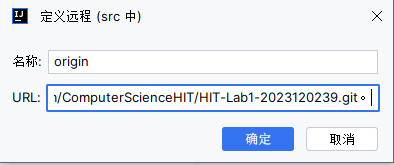 定义远程 (src 中)
名称: origin
URL: /ComputerScienceHIT/HIT-Lab1-2023120239.git。
确定 取消